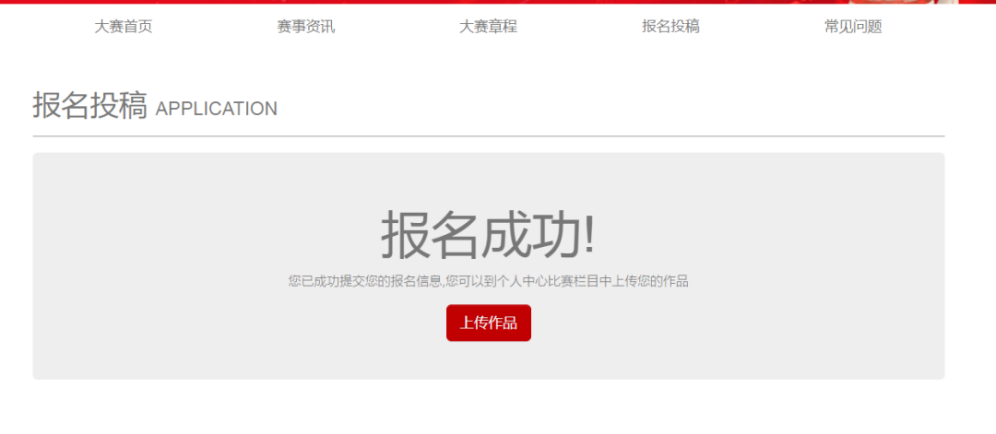 大赛首页 赛事资讯 大赛章程 报名投稿 常见问题
报名投稿 APPLICATION
报名成功!
您已成功提交您的报名信息,您可以到个人中心比赛栏目中上传您的作品
上传作品